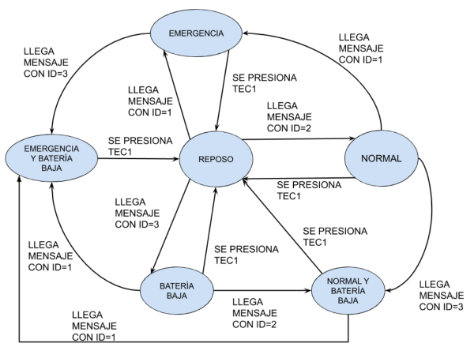 EMERGENCIA
LLEGA
MENSAJE
CON ID=3
LLEGA
MENSAJE
CON ID=1
SE PRESIONA
TEC1
LLEGA
MENSAJE
CON ID=1
LLEGA
MENSAJE
CON ID=2
EMERGENCIA
Y BATERÍA
BAJA
SE PRESIONA
TEC1
REPOSO
NORMAL
SE PRESIONA
TEC1
LLEGA
MENSAJE
CON ID=3
SE PRESIONA
TEC1
SE PRESIONA
TEC1
LLEGA
MENSAJE
CON ID=1
BATERÍA
BAJA
NORMAL Y
BATERÍA
BAJA
LLEGA
MENSAJE
CON ID=3
LLEGA
MENSAJE
CON ID=2
LLEGA
MENSAJE
CON ID=1